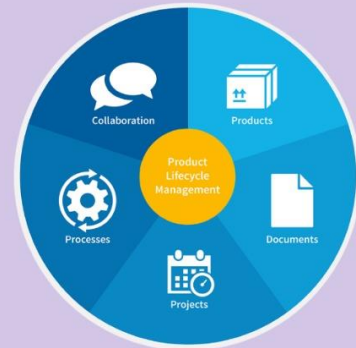 Collaboration
Products
Product
Lifecycle
Management
Processes
Documents
Projects